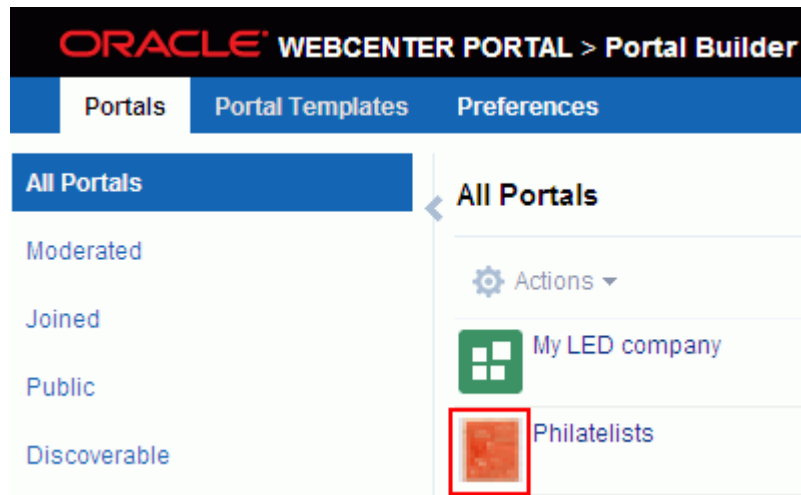 ORACLE WEBCENTER PORTAL > Portal Builder
Portals Portal Templates Preferences
All Portals
Moderated
Joined
Public
Discoverable
All Portals
Actions
My LED company
Philatelists